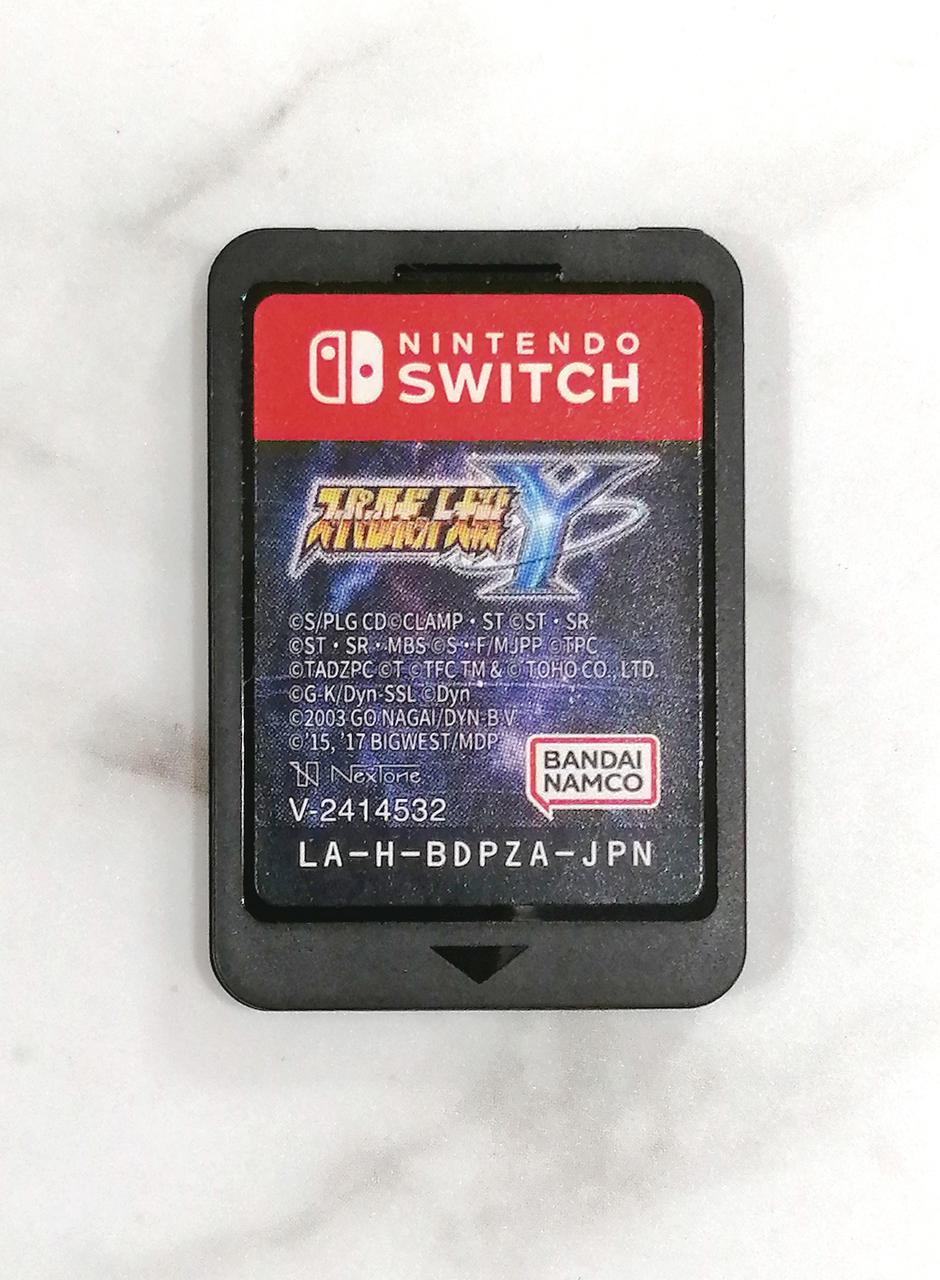 NINTENDO
SWITCH
スーパーロボット大戦
Y
©S/PLG CD©CLAMP・ST ©ST・SR
©ST・SR・MBS ©S・F/MJPP ©TPC
©TADZPC ©T ©TFC TM & © TOHO CO., LTD.
©G-K/Dyn-SSL ©Dyn
©2003 GO NAGAI/DYN-B·V
©'15, '17 BIGWEST/MDP
NexTone
V-2414532
BANDAI
NAMCO
LA-H-BDPZA-JPN